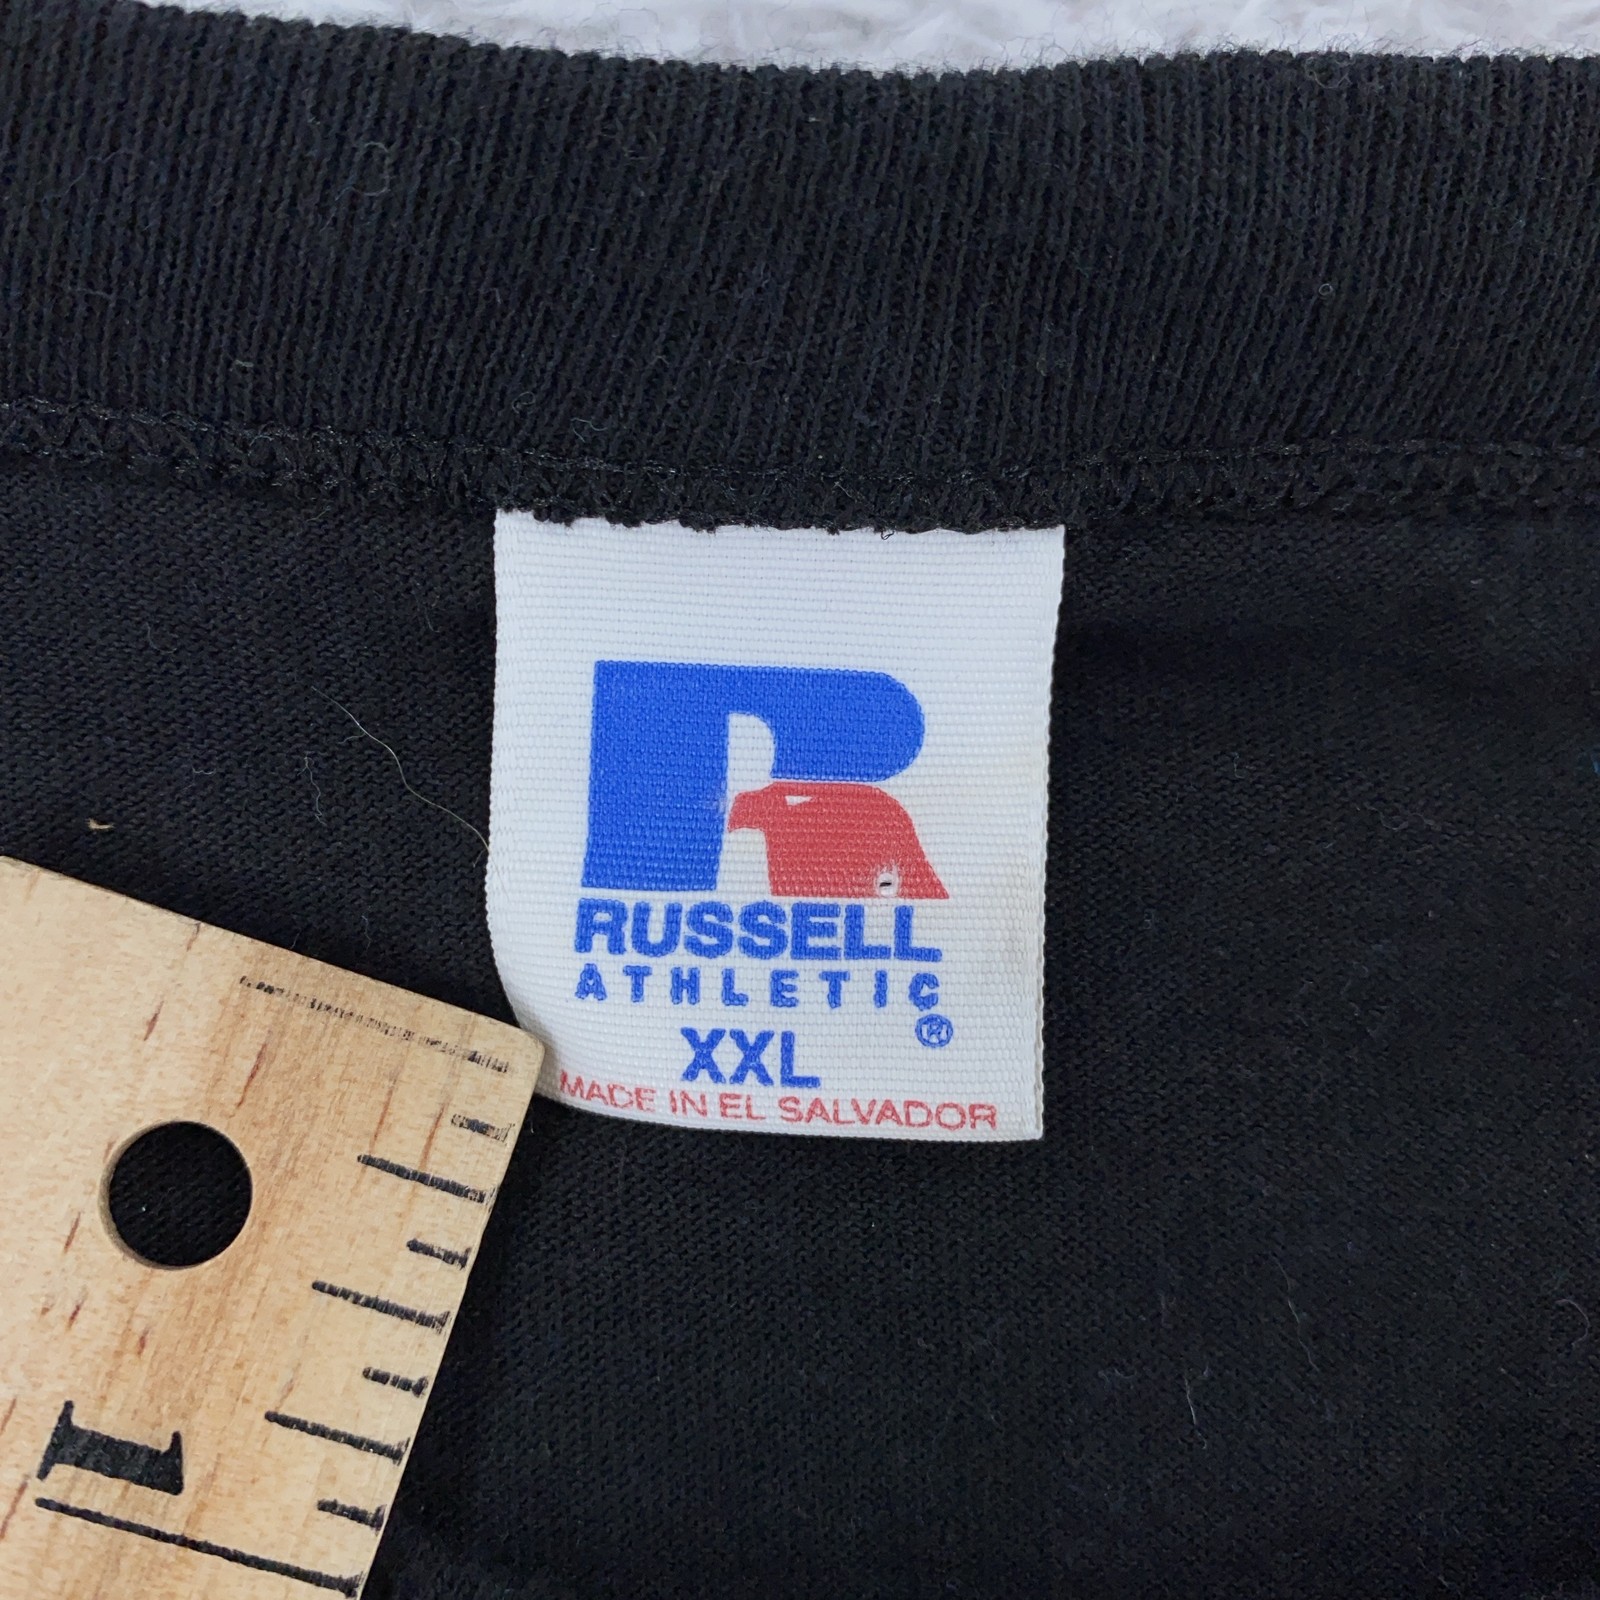 R
RUSSELL
ATHLETIC
®
XXL
MADE IN EL SALVADOR
1